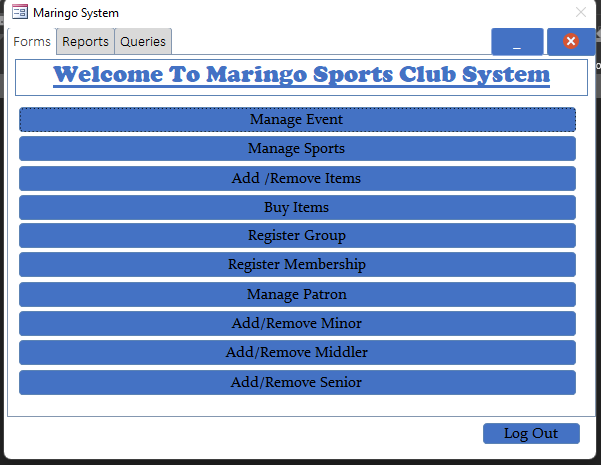 Maringo System
Forms Reports Queries
Welcome To Maringo Sports Club System
Manage Event
Manage Sports
Add /Remove Items
Buy Items
Register Group
Register Membership
Manage Patron
Add/Remove Minor
Add/Remove Middler
Add/Remove Senior
Log Out